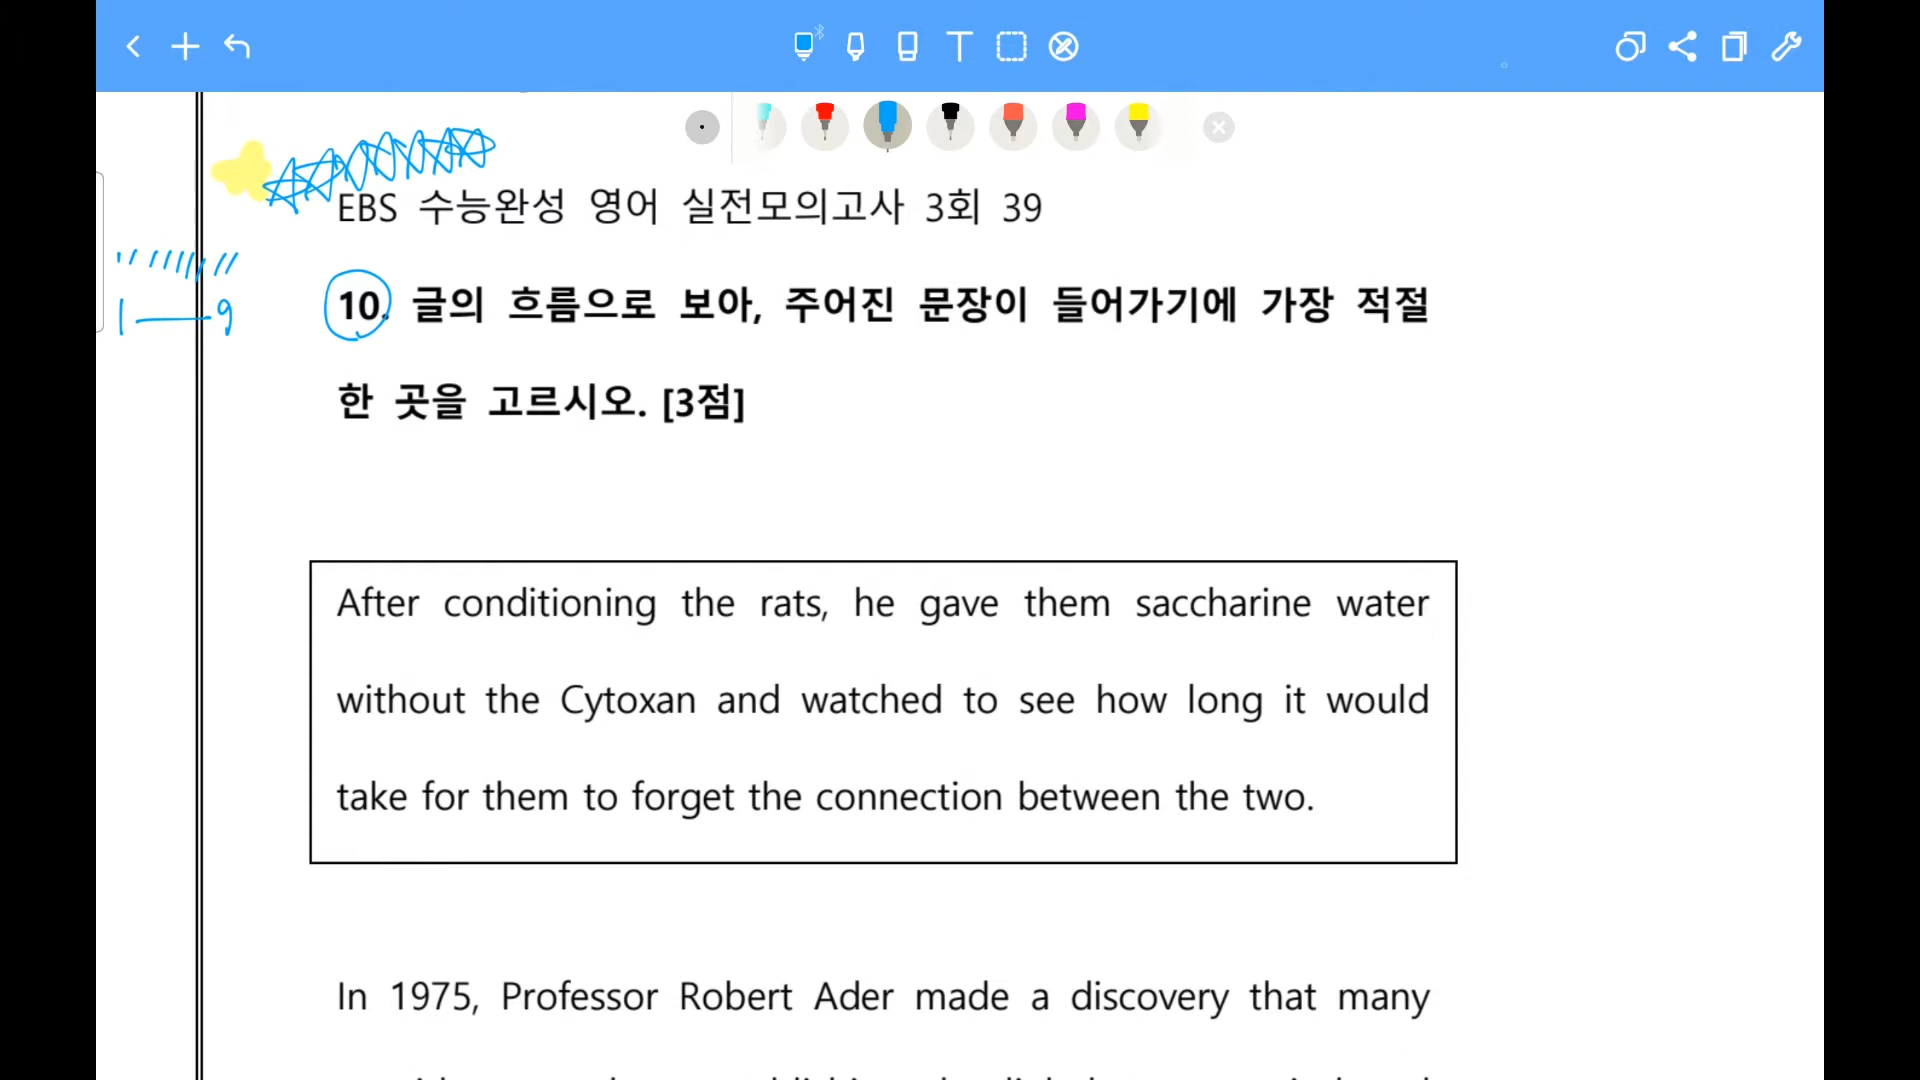 EBS 수능완성 영어 실전모의고사 3회 39
10. 글의 흐름으로 보아, 주어진 문장이 들어가기에 가장 적절
한 곳을 고르시오. [3점]
1 — 9
After conditioning the rats, he gave them saccharine water
without the Cytoxan and watched to see how long it would
take for them to forget the connection between the two.
In 1975, Professor Robert Ader made a discovery that many